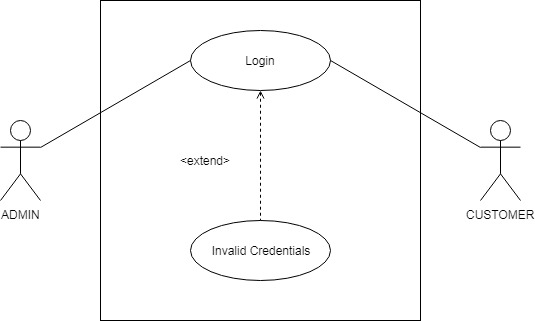 Login
<extend>
ADMIN
CUSTOMER
Invalid Credentials